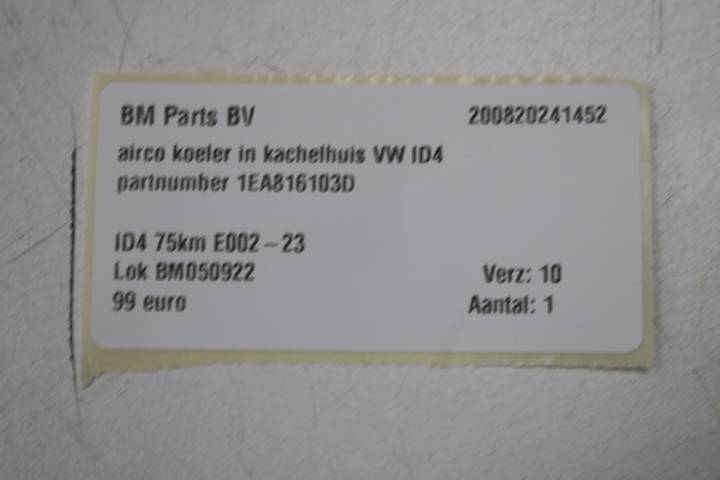 BM Parts BV 200820241452
airco koeler in kachelhuis VW ID4
partnumber 1EA816103D
ID4 75km E002-23
Lok BM050922 Verz: 10
99 euro Aantal: 1